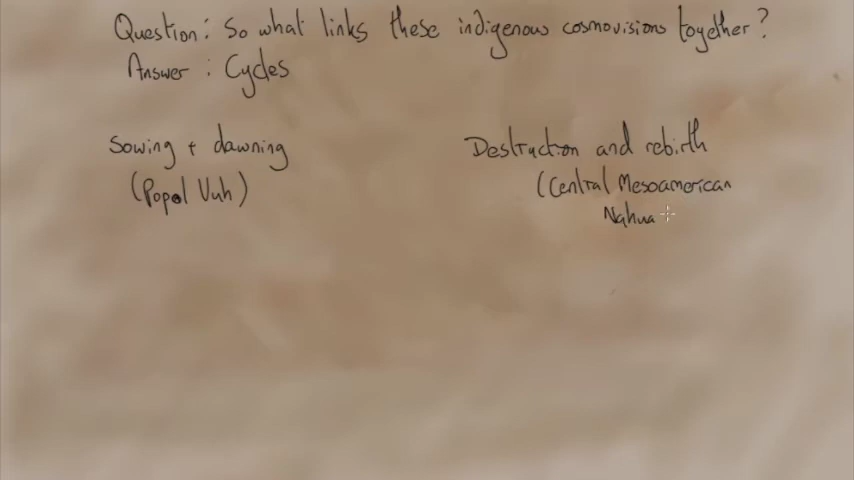 Question: So what links these indigenous cosmovisions together?
Answer: Cycles
Sowing + dawning
(Popol Vuh)
Destruction and rebirth
(Central Mesoamerican
Nahua